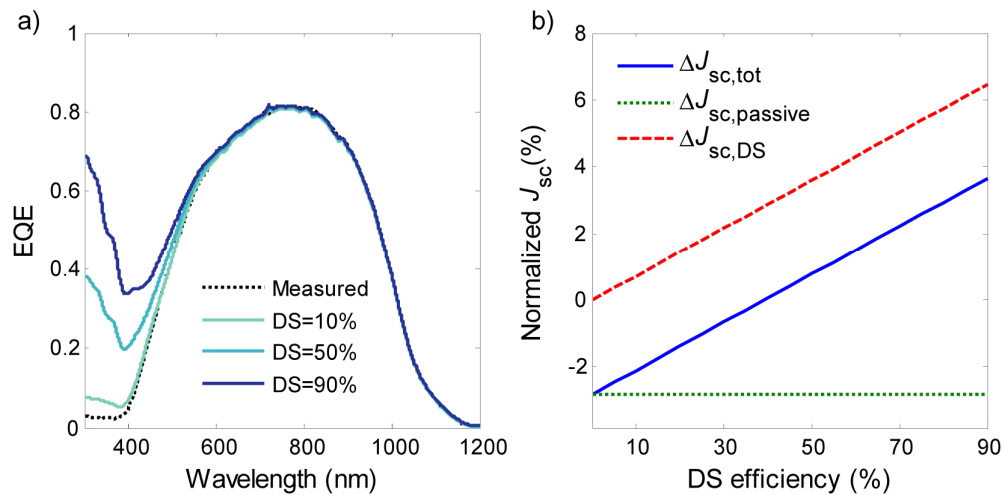 a)
EQE
1
0.8
0.6
0.4
0.2
0
400
600
800
1000
1200
Wavelength (nm)
Measured
DS=10%
DS=50%
DS=90%
b)
Normalized Jsc(%)
8
6
4
2
0
-2
10
30
50
70
90
DS efficiency (%)
ΔJsc,tot
ΔJsc,passive
ΔJsc,DS